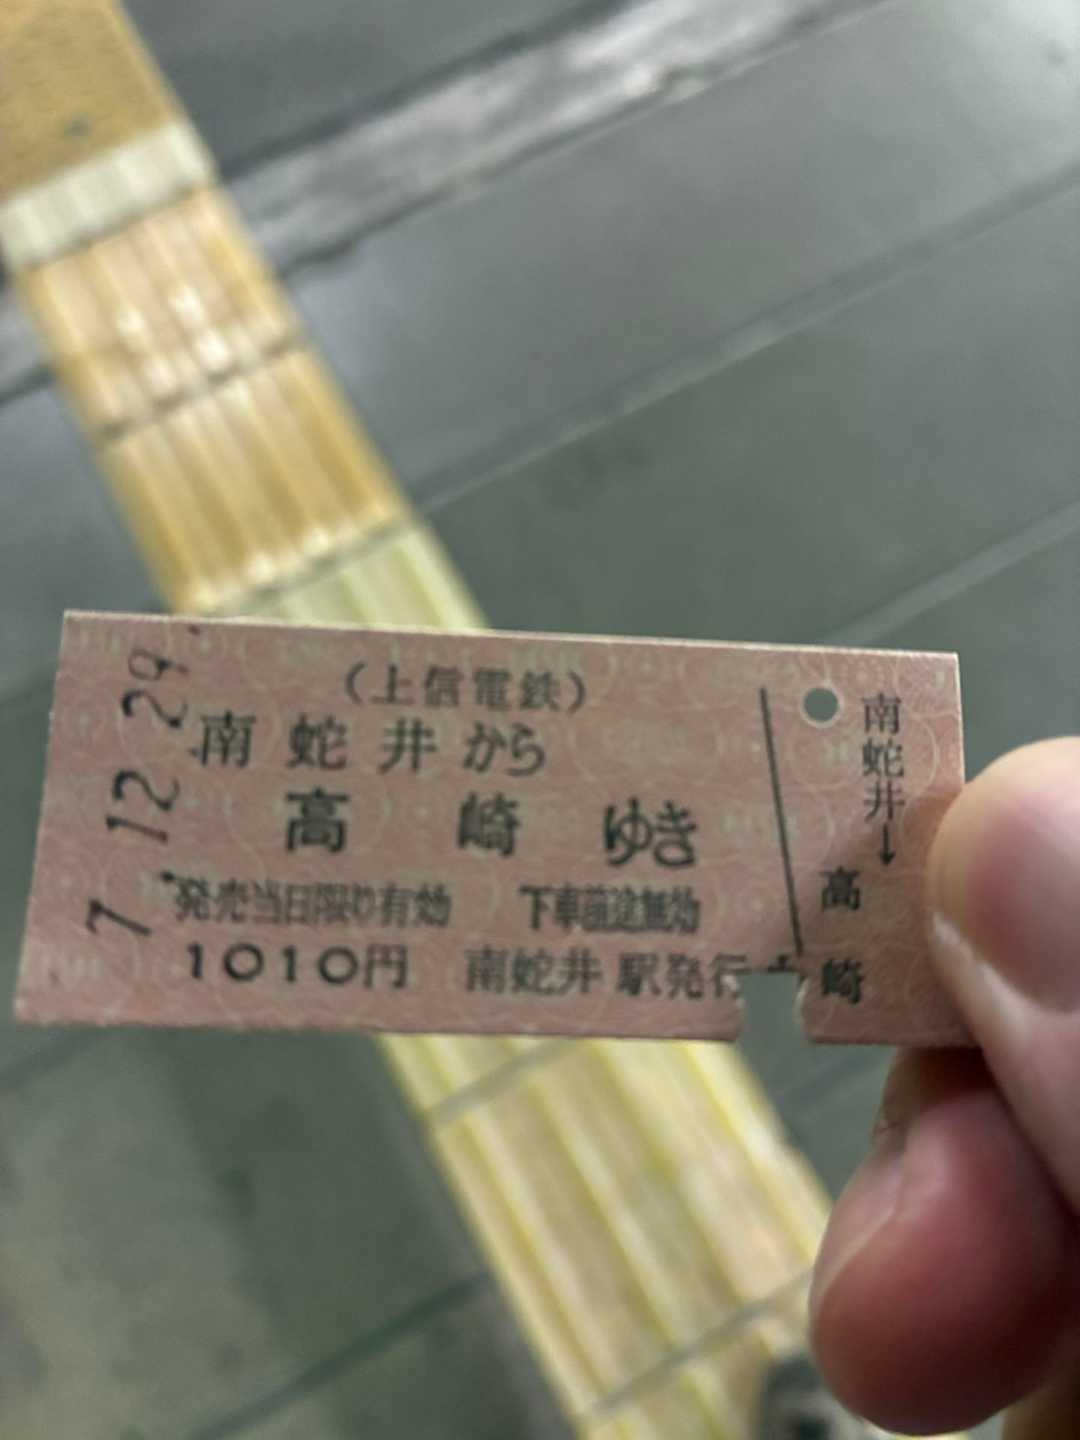 7.12.29
(上信電鉄)
南蛇井から
高崎ゆき
発売当日限り有効 下車前途無効
1010円 南蛇井駅発行
南蛇井→
高崎